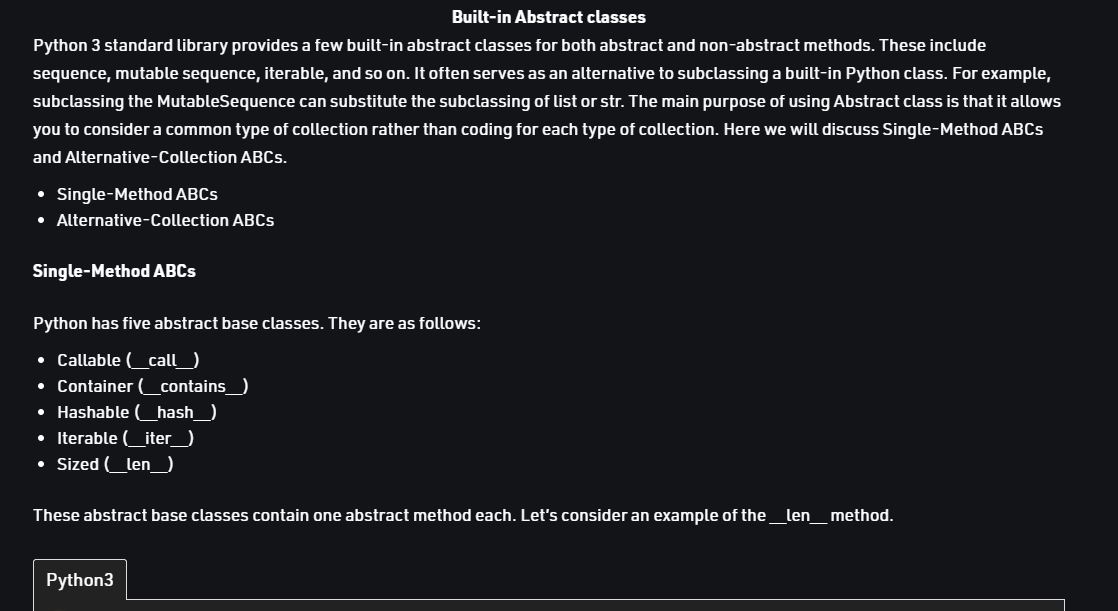 Built-in Abstract classes
Python 3 standard library provides a few built-in abstract classes for both abstract and non-abstract methods. These include
sequence, mutable sequence, iterable, and so on. It often serves as an alternative to subclassing a built-in Python class. For example,
subclassing the MutableSequence can substitute the subclassing of list or str. The main purpose of using Abstract class is that it allows
you to consider a common type of collection rather than coding for each type of collection. Here we will discuss Single-Method ABCs
and Alternative-Collection ABCs.
• Single-Method ABCs
• Alternative-Collection ABCs
Single-Method ABCs
Python has five abstract base classes. They are as follows:
• Callable (__call__)
• Container (__contains__)
• Hashable (__hash__)
• Iterable (__iter__)
• Sized (__len__)
These abstract base classes contain one abstract method each. Let's consider an example of the __len__ method.
Python3